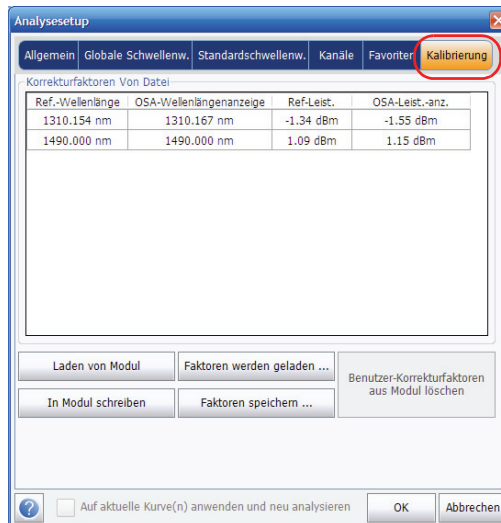 Analysesetup
Allgemein Globale Schwellenw. Standardschwellenw. Kanäle Favoriten Kalibrierung
Korrekturfaktoren Von Datei
Ref.-Wellenlänge OSA-Wellenlängenanzeige Ref-Leist. OSA-Leist.-anz.
1310.154 nm 1310.167 nm -1.34 dBm -1.55 dBm
1490.000 nm 1490.000 nm 1.09 dBm 1.15 dBm
Laden von Modul Faktoren werden geladen ...
Benutzer-Korrekturfaktoren
aus Modul löschen
In Modul schreiben Faktoren speichern ...
? Auf aktuelle Kurve(n) anwenden und neu analysieren OK Abbrechen